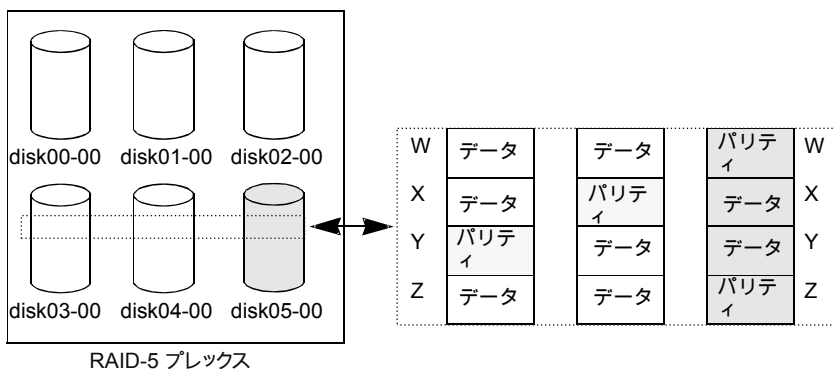 disk00-00 disk01-00 disk02-00
disk03-00 disk04-00 disk05-00
RAID-5 プレックス
W データ データ パリテ
ィ W
X データ パリテ
ィ データ X
Y パリテ
ィ データ データ Y
Z データ データ パリテ
ィ Z